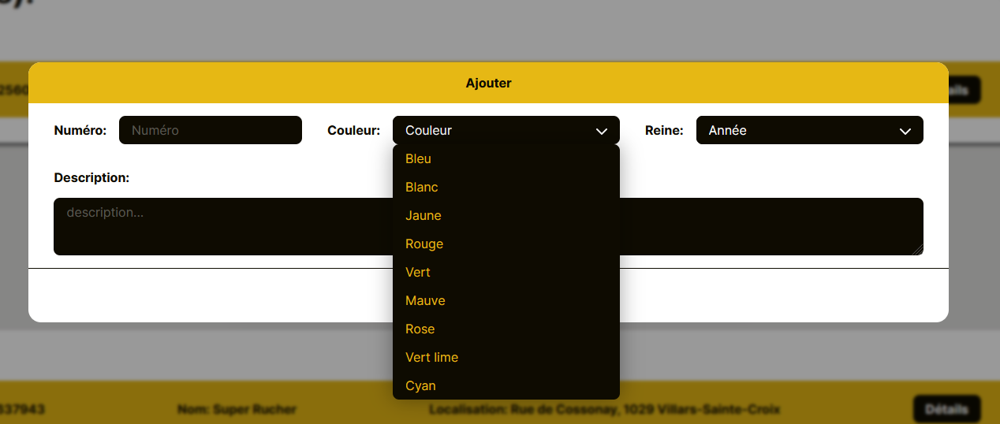 Ajouter
Numéro: Numéro Couleur: Couleur Reine: Année
Bleu
Blanc
Jaune
Rouge
Vert
Mauve
Rose
Vert lime
Cyan
Description:
description...
337943 Nom: Super Rucher Localisation: Rue de Cossonay, 1029 Villars-Sainte-Croix Détails